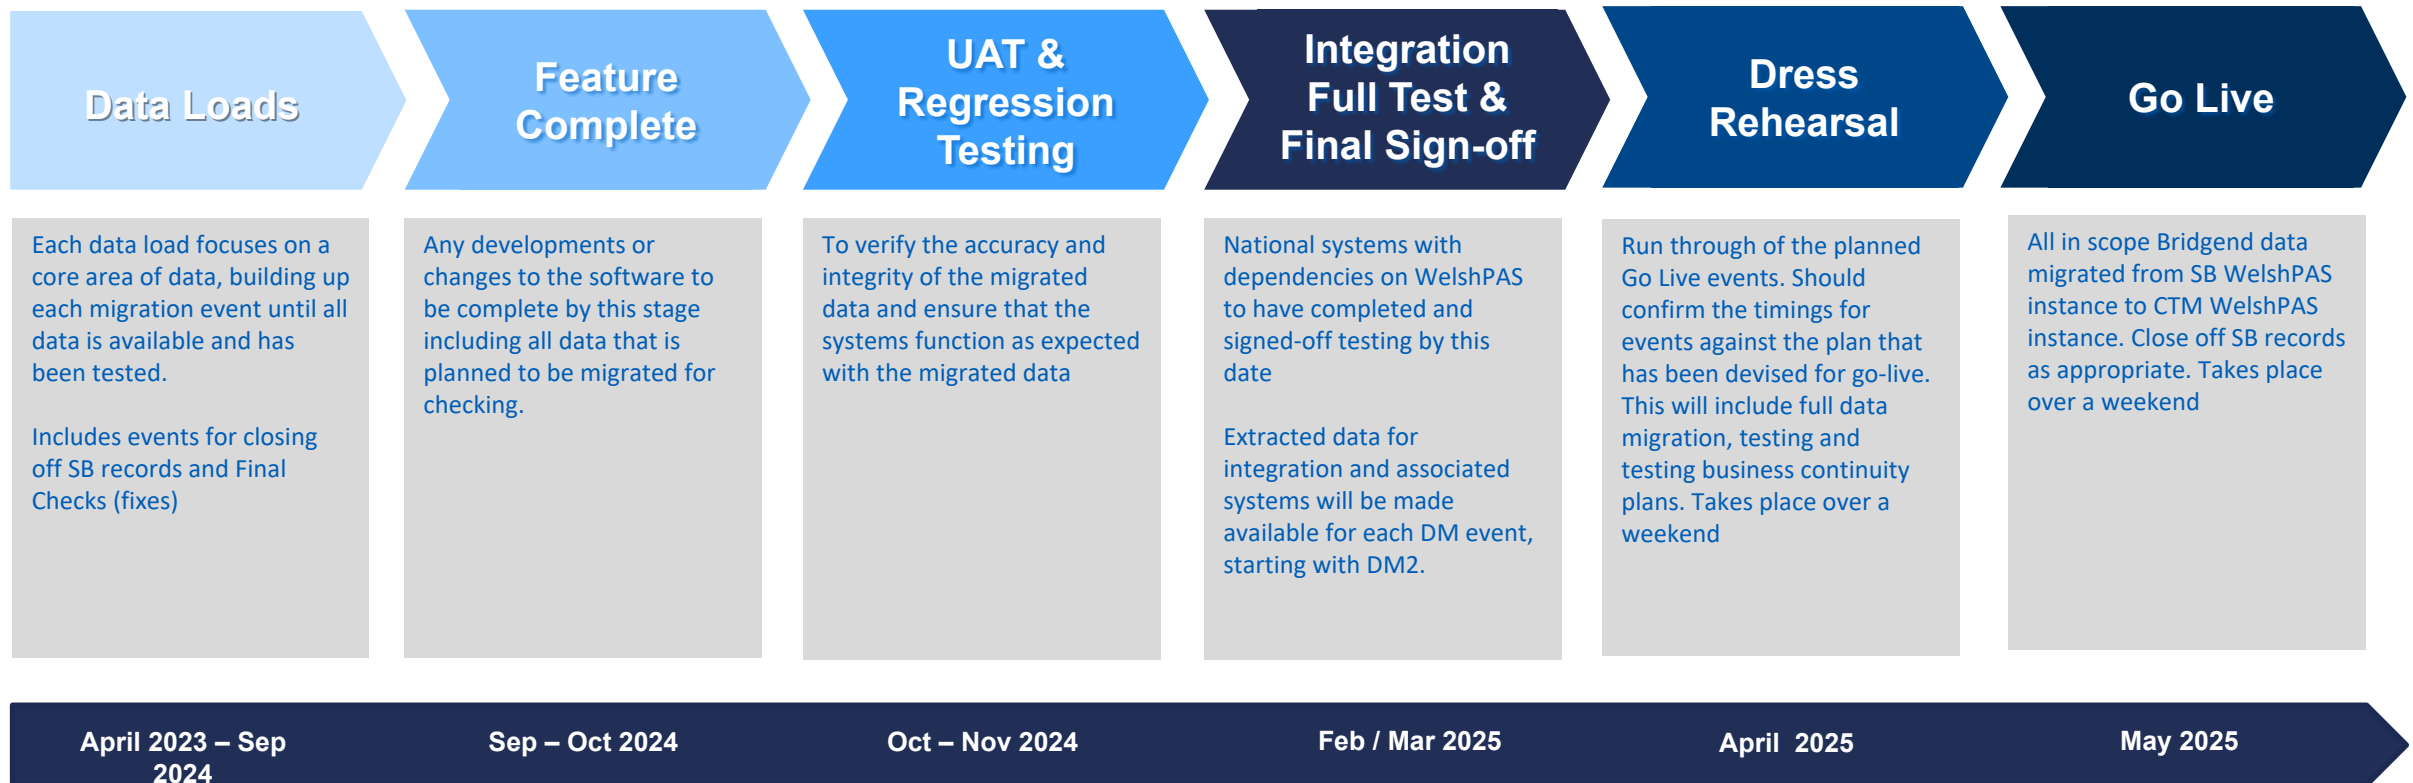 Data Loads
Feature
Complete
UAT &
Regression
Testing
Integration
Full Test &
Final Sign-off
Dress
Rehearsal
Go Live
Each data load focuses on a
core area of data, building up
each migration event until all
data is available and has
been tested.
Includes events for closing
off SB records and Final
Checks (fixes)
Any developments or
changes to the software to
be complete by this stage
including all data that is
planned to be migrated for
checking.
To verify the accuracy and
integrity of the migrated
data and ensure that the
systems function as expected
with the migrated data
National systems with
dependencies on WelshPAS
to have completed and
signed-off testing by this
date
Extracted data for
integration and associated
systems will be made
available for each DM event,
starting with DM2.
Run through of the planned
Go Live events. Should
confirm the timings for
events against the plan that
has been devised for go-live.
This will include full data
migration, testing and
testing business continuity
plans. Takes place over a
weekend
All in scope Bridgend data
migrated from SB WelshPAS
instance to CTM WelshPAS
instance. Close off SB records
as appropriate. Takes place
over a weekend
April 2023 – Sep
2024
Sep – Oct 2024
Oct – Nov 2024
Feb / Mar 2025
April  2025
May 2025